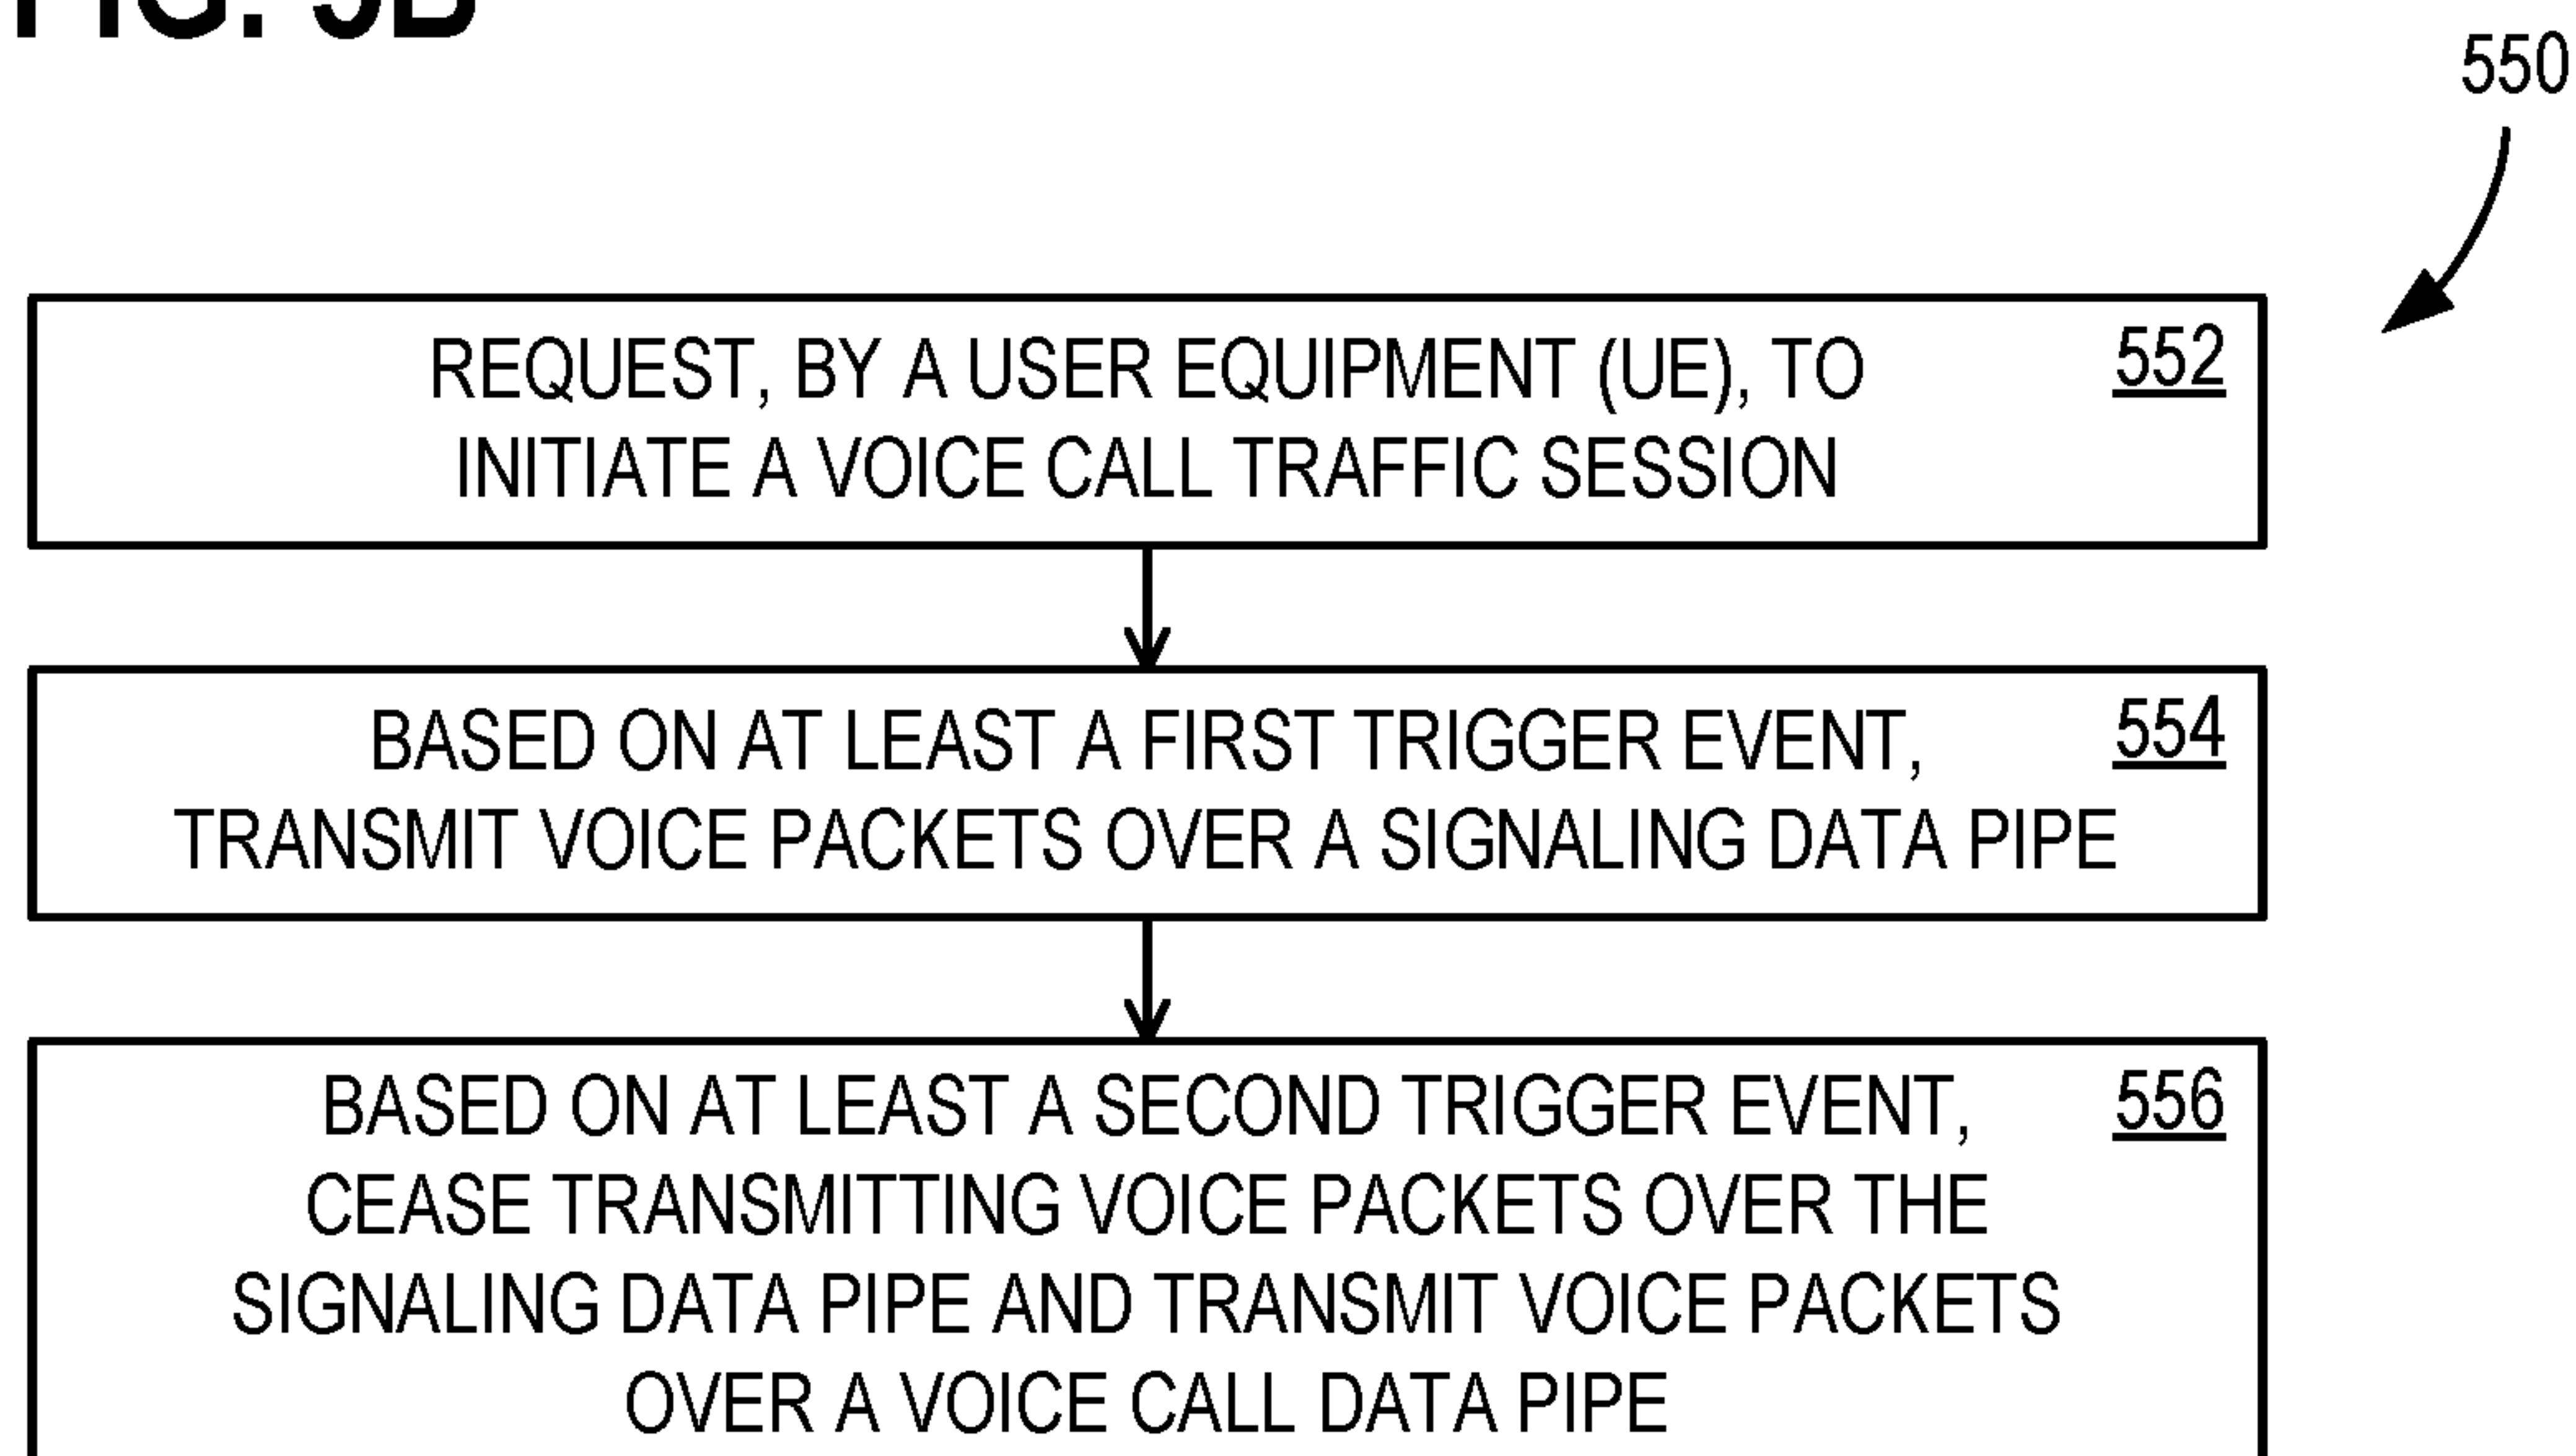 FIG. 5B
550
REQUEST, BY A USER EQUIPMENT (UE), TO 552
INITIATE A VOICE CALL TRAFFIC SESSION
BASED ON AT LEAST A FIRST TRIGGER EVENT, 554
TRANSMIT VOICE PACKETS OVER A SIGNALING DATA PIPE
BASED ON AT LEAST A SECOND TRIGGER EVENT, 556
CEASE TRANSMITTING VOICE PACKETS OVER THE
SIGNALING DATA PIPE AND TRANSMIT VOICE PACKETS
OVER A VOICE CALL DATA PIPE